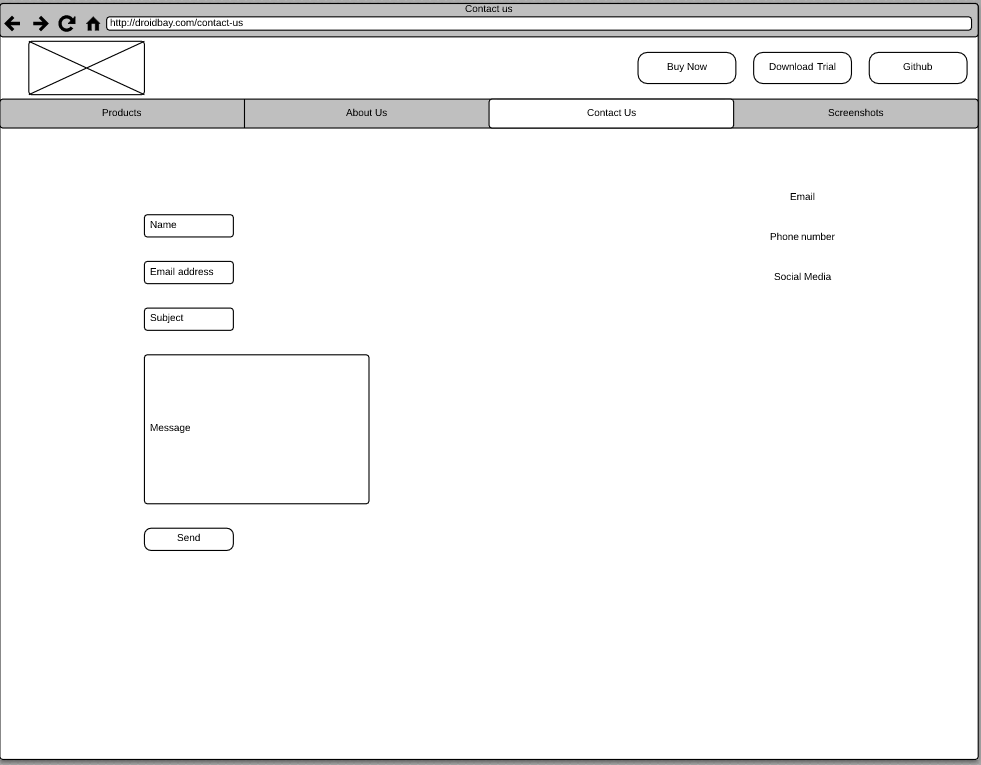 Contact us
http://droidbay.com/contact-us
Buy Now
Download Trial
Github
Products
About Us
Contact Us
Screenshots
Email
Phone number
Social Media
Name
Email address
Subject
Message
Send